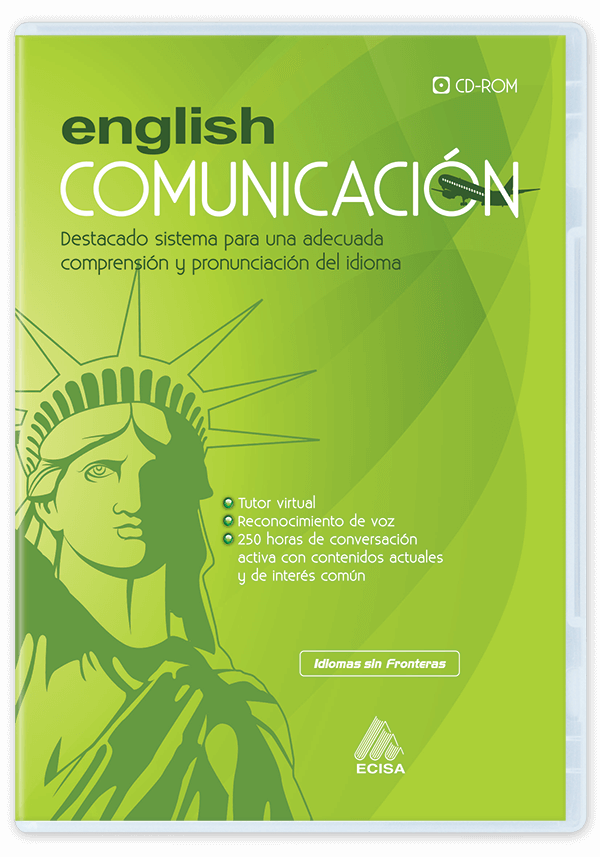 CD-ROM
english
COMUNICACIÓN
Destacado sistema para una adecuada
comprensión y pronunciación del idioma
Tutor virtual
Reconocimiento de voz
250 horas de conversación
activa con contenidos actuales
y de interés común
Idiomas sin Fronteras
ECISA